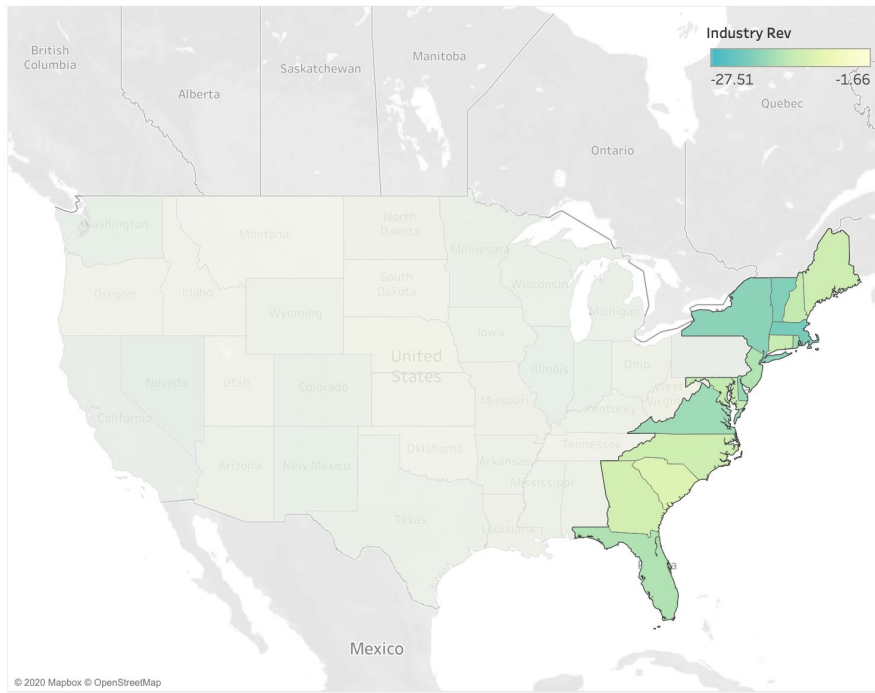 Industry Rev
-27.51 -1.66
British
Columbia
Alberta
Saskatchewan
Manitoba
Ontario
Quebec
Washington
Montana
North
Dakota
Minnesota
Oregon
Idaho
South
Dakota
Wisconsin
Michigan
Wyoming
Iowa
United
States
Nevada
Utah
Colorado
Illinois
Ohio
West
Virginia
California
Missouri
Kentucky
Arizona
New Mexico
Oklahoma
Arkansas
Tennessee
Mississippi
Texas
Louisiana
Mexico
© 2020 Mapbox © OpenStreetMap